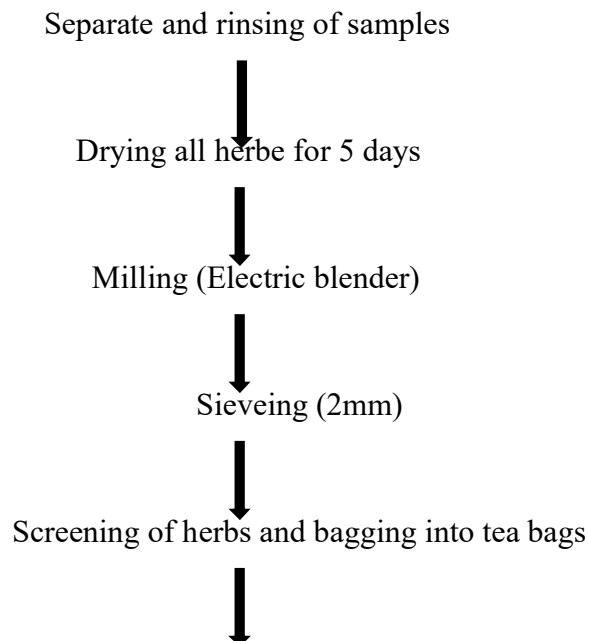 Separate and rinsing of samples
Drying all herbe for 5 days
Milling (Electric blender)
Sieveing (2mm)
Screening of herbs and bagging into tea bags